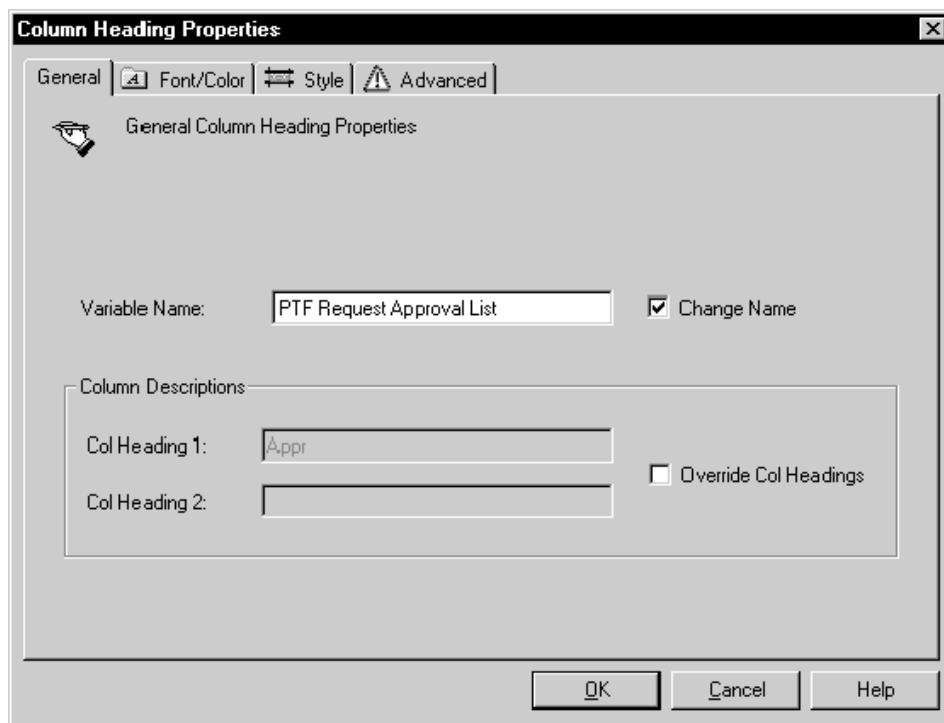 Column Heading Properties
General Font/Color Style Advanced
General Column Heading Properties
Variable Name: PTF Request Approval List Change Name
Column Descriptions
Col Heading 1: Appr
Override Col Headings
Col Heading 2:
OK Cancel Help